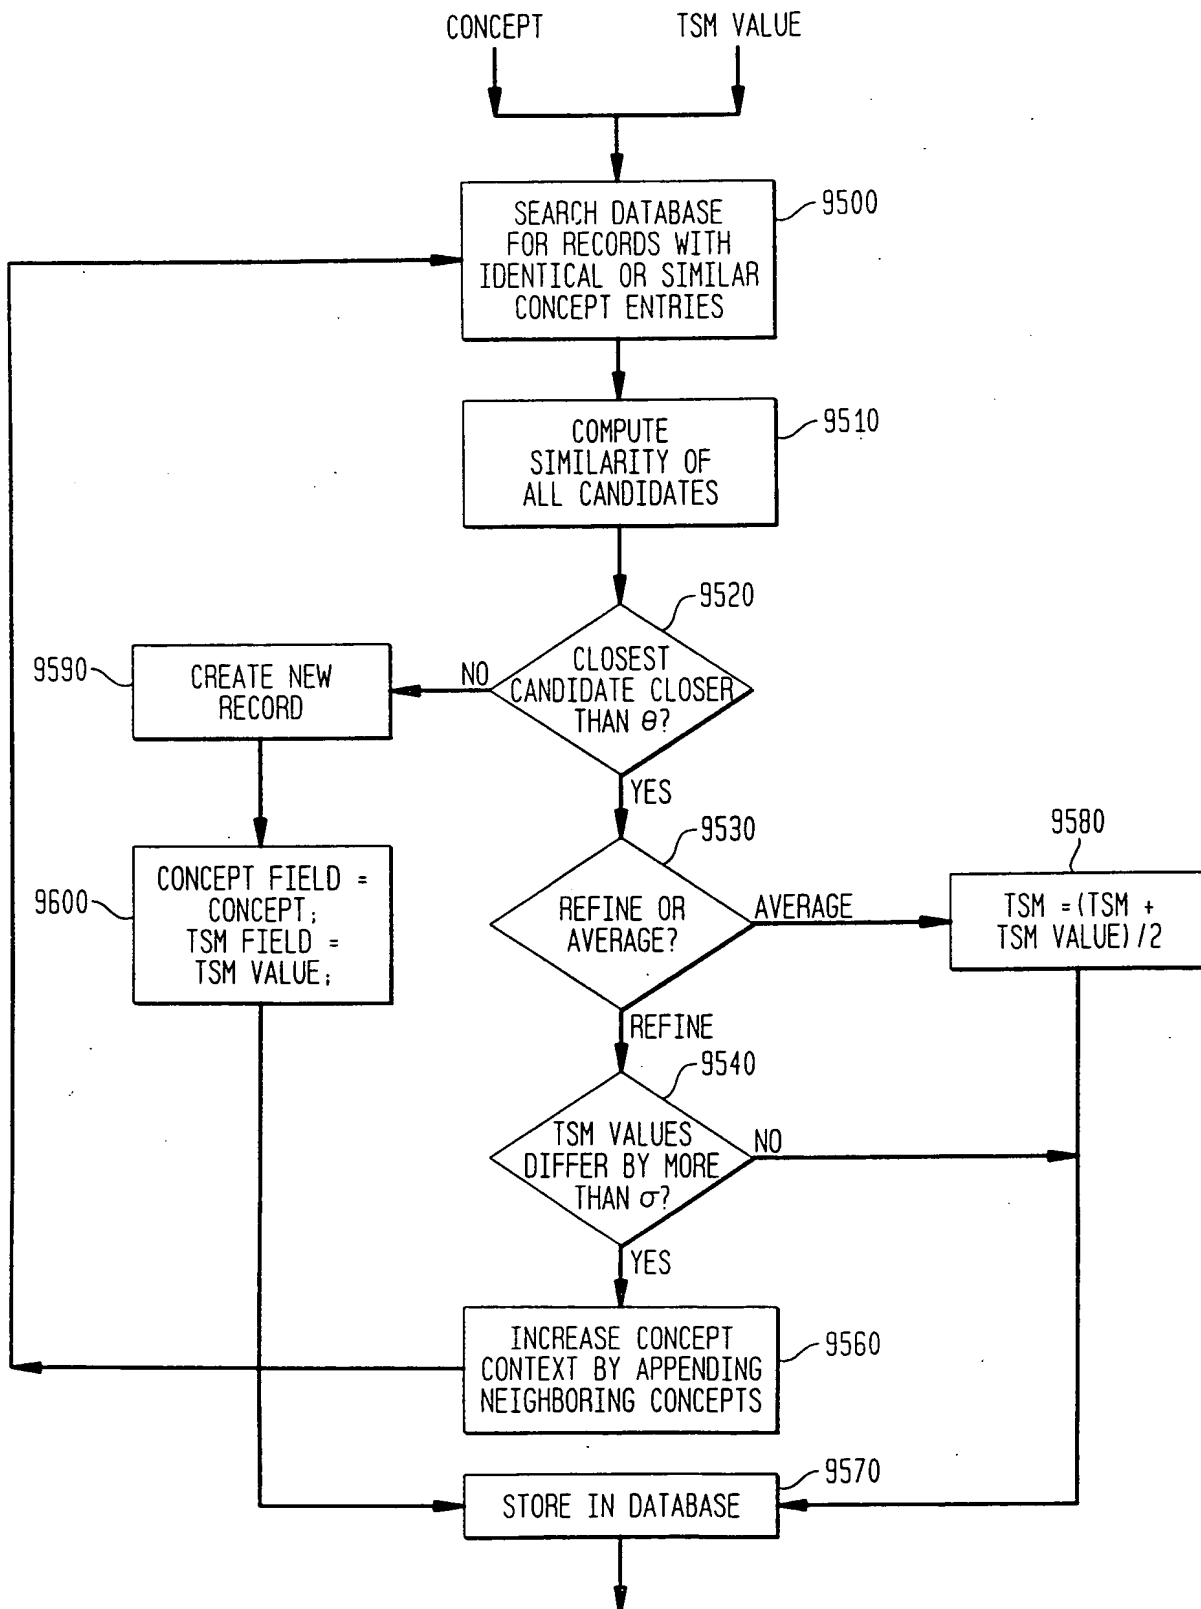 CONCEPT
TSM VALUE
SEARCH DATABASE
FOR RECORDS WITH
IDENTICAL OR SIMILAR
CONCEPT ENTRIES
9500
COMPUTE
SIMILARITY OF
ALL CANDIDATES
9510
9520
CLOSEST
CANDIDATE CLOSER
THAN θ?
NO
9590
CREATE NEW
RECORD
YES
9530
REFINE OR
AVERAGE?
AVERAGE
9580
TSM =(TSM +
TSM VALUE)/2
9600
CONCEPT FIELD =
CONCEPT;
TSM FIELD =
TSM VALUE;
REFINE
9540
TSM VALUES
DIFFER BY MORE
THAN σ?
NO
YES
INCREASE CONCEPT
CONTEXT BY APPENDING
NEIGHBORING CONCEPTS
9560
9570
STORE IN DATABASE